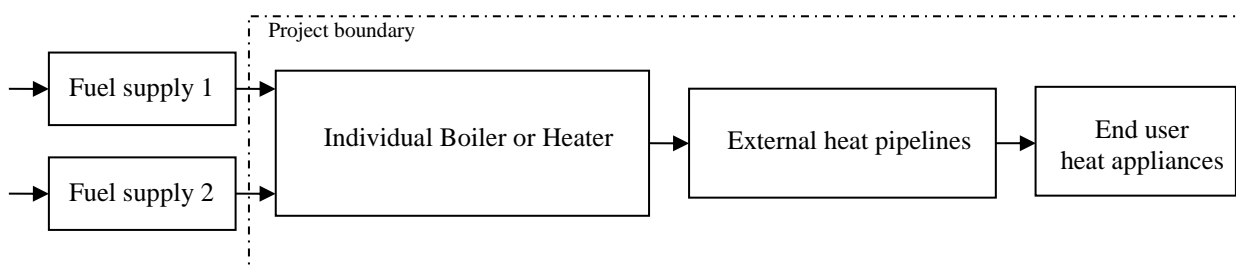 Project boundary
Fuel supply 1
Fuel supply 2
Individual Boiler or Heater
External heat pipelines
End user
heat appliances